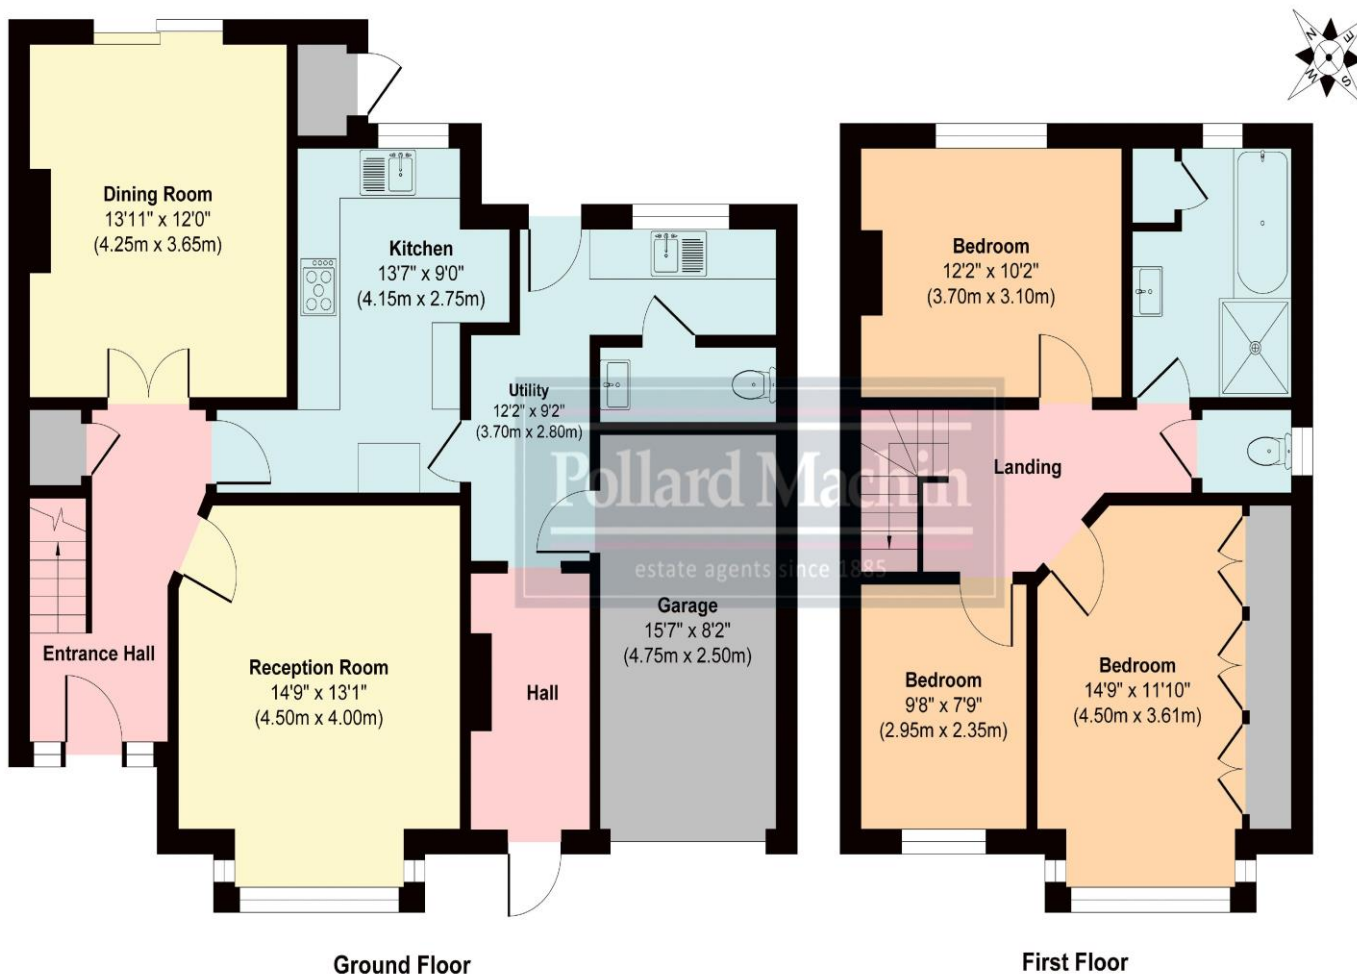 N
E
W
S
Dining Room
13'11" x 12'0"
(4.25m x 3.65m)
Kitchen
13'7" x 9'0"
(4.15m x 2.75m)
Utility
12'2" x 9'2"
(3.70m x 2.80m)
Entrance Hall
Reception Room
14'9" x 13'1"
(4.50m x 4.00m)
Hall
Garage
15'7" x 8'2"
(4.75m x 2.50m)
Pollard Machin
estate agents since 1885
Ground Floor
Bedroom
12'2" x 10'2"
(3.70m x 3.10m)
Landing
Bedroom
9'8" x 7'9"
(2.95m x 2.35m)
Bedroom
14'9" x 11'10"
(4.50m x 3.61m)
First Floor